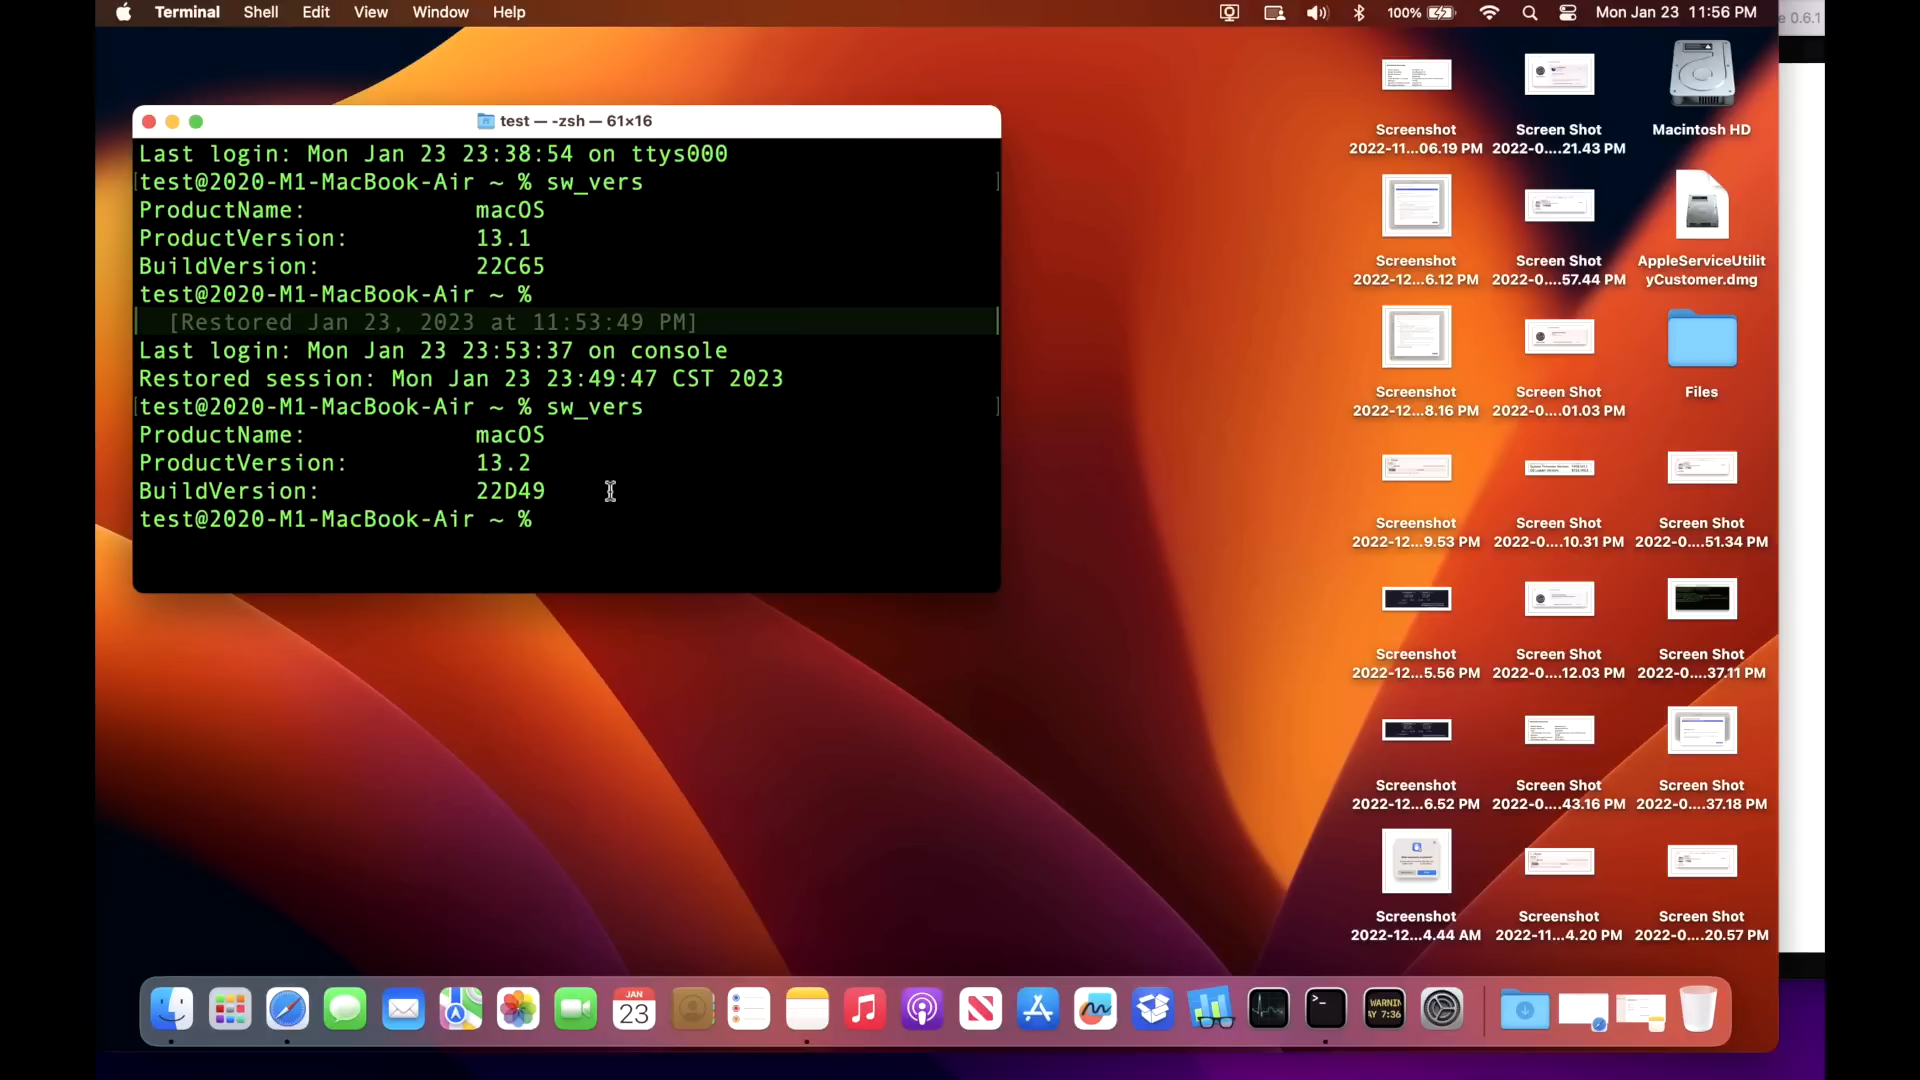 Terminal Shell Edit View Window Help
100% Mon Jan 23 11:56 PM
e 0.6.1
test — -zsh — 61×16
Last login: Mon Jan 23 23:38:54 on ttys000
test@2020-M1-MacBook-Air ~ % sw_vers
ProductName: macOS
ProductVersion: 13.1
BuildVersion: 22C65
test@2020-M1-MacBook-Air ~ %
[Restored Jan 23, 2023 at 11:53:49 PM]
Last login: Mon Jan 23 23:53:37 on console
Restored session: Mon Jan 23 23:49:47 CST 2023
test@2020-M1-MacBook-Air ~ % sw_vers
ProductName: macOS
ProductVersion: 13.2
BuildVersion: 22D49
test@2020-M1-MacBook-Air ~ %
Screenshot
2022-11...06.19 PM
Screen Shot
2022-0....21.43 PM
Macintosh HD
Screenshot
2022-12...6.12 PM
Screen Shot
2022-0....57.44 PM
AppleServiceUtili
tyCustomer.dmg
Screenshot
2022-12...8.16 PM
Screen Shot
2022-0....01.03 PM
Files
Screenshot
2022-12...9.53 PM
Screen Shot
2022-0....10.31 PM
Screen Shot
2022-0....51.34 PM
Screenshot
2022-12...5.56 PM
Screen Shot
2022-0....12.03 PM
Screen Shot
2022-0....37.11 PM
Screenshot
2022-12...6.52 PM
Screen Shot
2022-0....43.16 PM
Screen Shot
2022-0....37.18 PM
Screenshot
2022-12...4.44 AM
Screenshot
2022-11...4.20 PM
Screen Shot
2022-0....20.57 PM
JAN
23
>_
WARNIN
AY 7:36